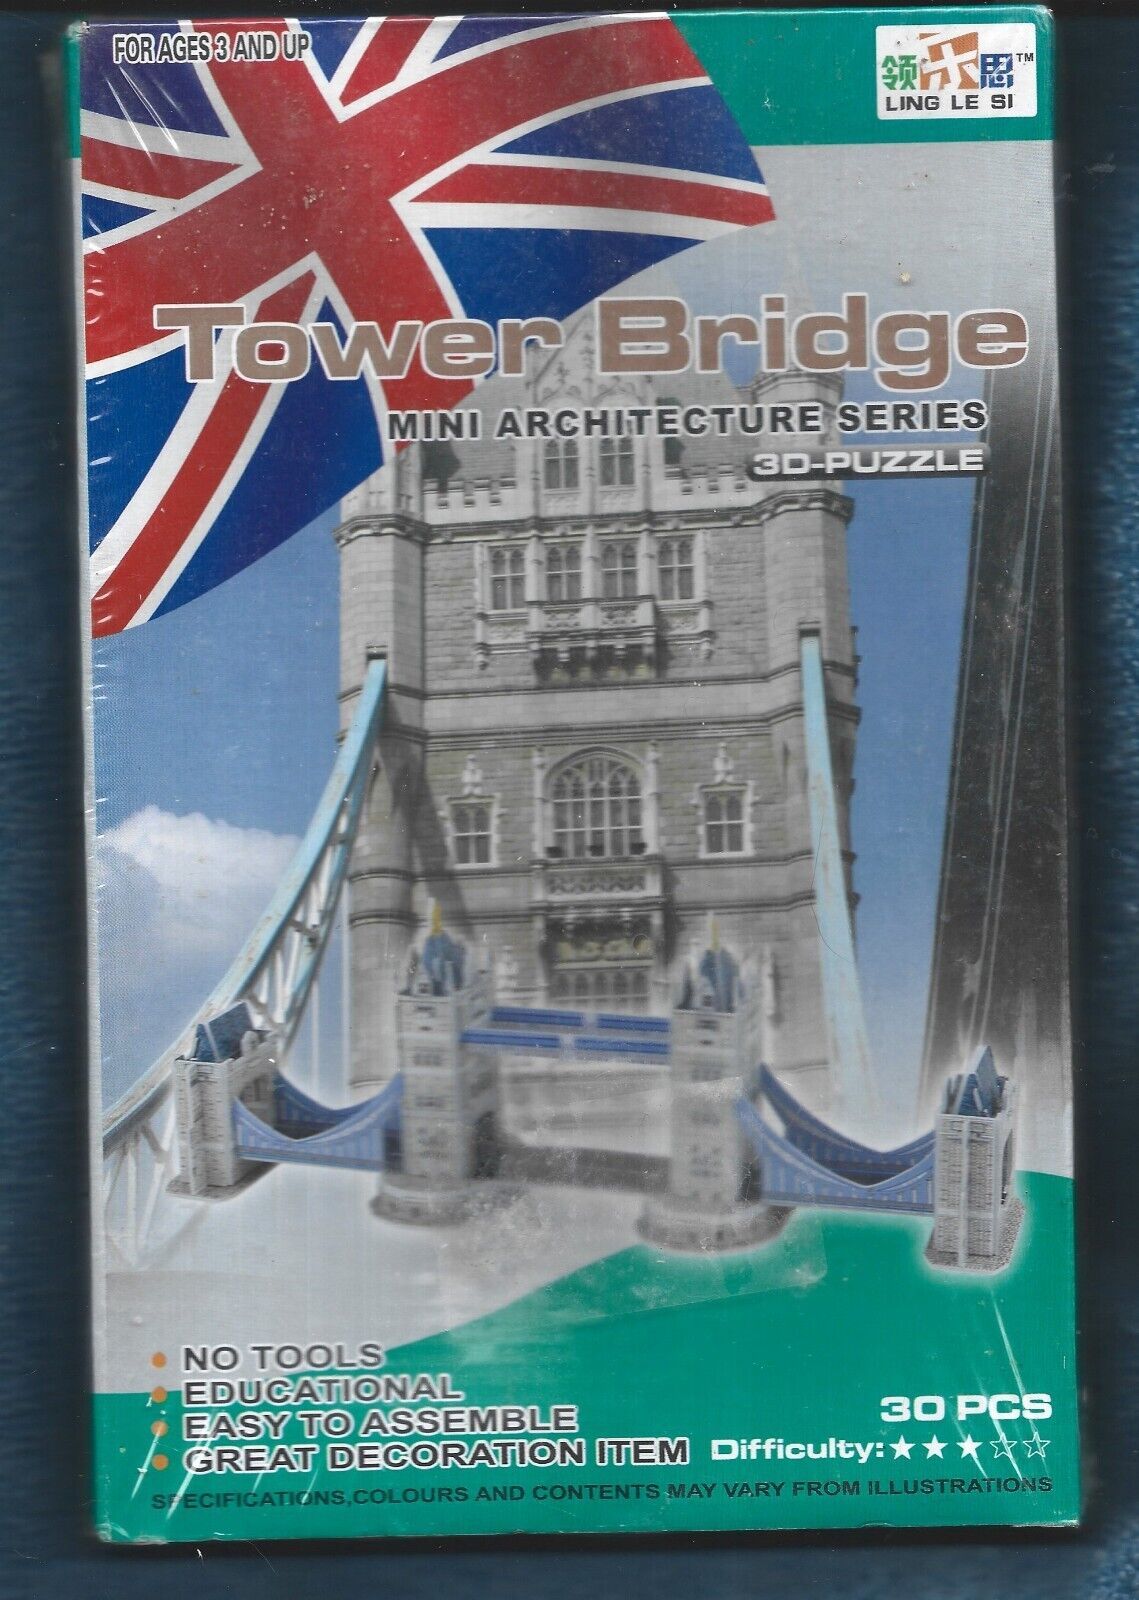 FOR AGES 3 AND UP
领乐思™
LING LE SI
Tower Bridge
MINI ARCHITECTURE SERIES
3D-PUZZLE
• NO TOOLS
• EDUCATIONAL
• EASY TO ASSEMBLE
• GREAT DECORATION ITEM
30 PCS
Difficulty:★★★☆☆
SPECIFICATIONS,COLOURS AND CONTENTS MAY VARY FROM ILLUSTRATIONS